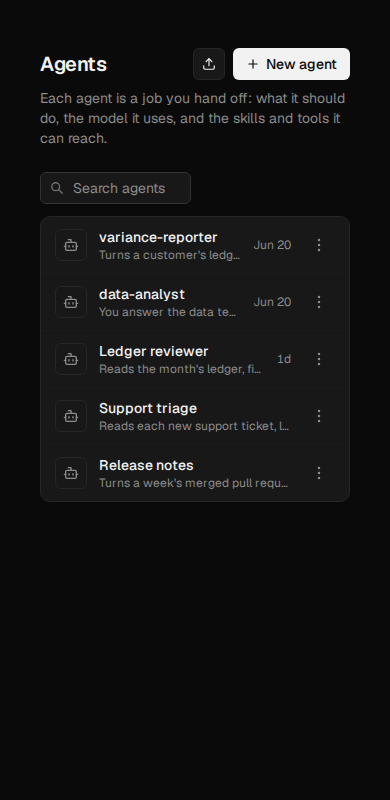 Agents
New agent
Each agent is a job you hand off: what it should
do, the model it uses, and the skills and tools it
can reach.
Search agents
variance-reporter
Turns a customer's ledg...
Jun 20
data-analyst
You answer the data te...
Jun 20
Ledger reviewer
Reads the month's ledger, fi...
1d
Support triage
Reads each new support ticket, l...
Release notes
Turns a week's merged pull requ...